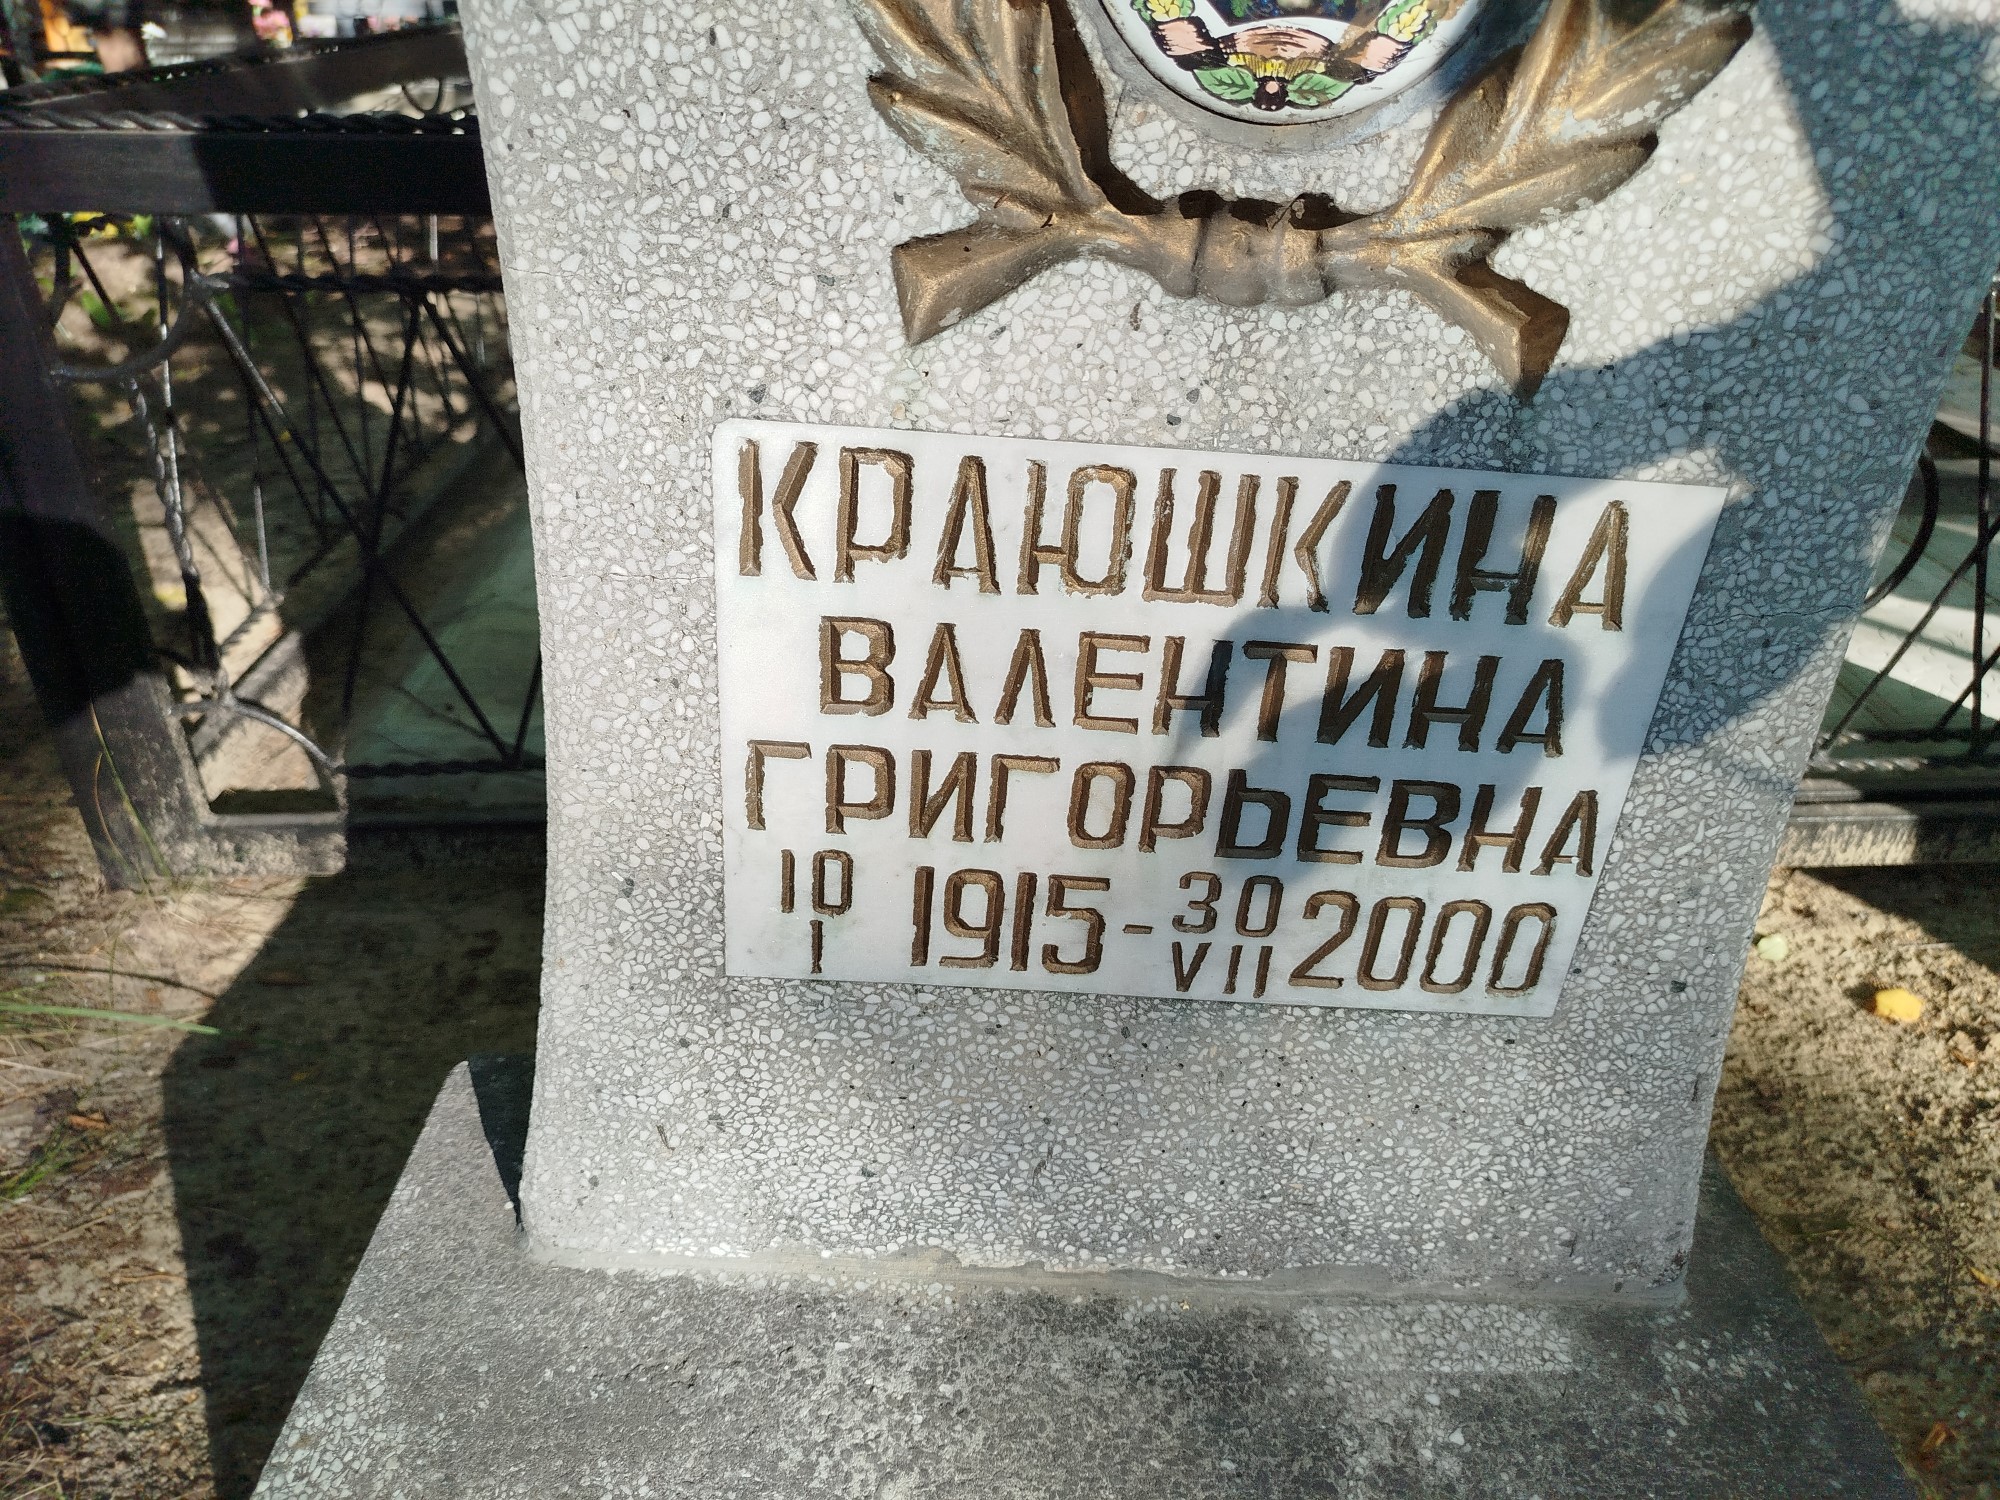 КРАЮШКИНА
ВАЛЕНТИНА
ГРИГОРЬЕВНА
10/I 1915 - 30/VII 2000